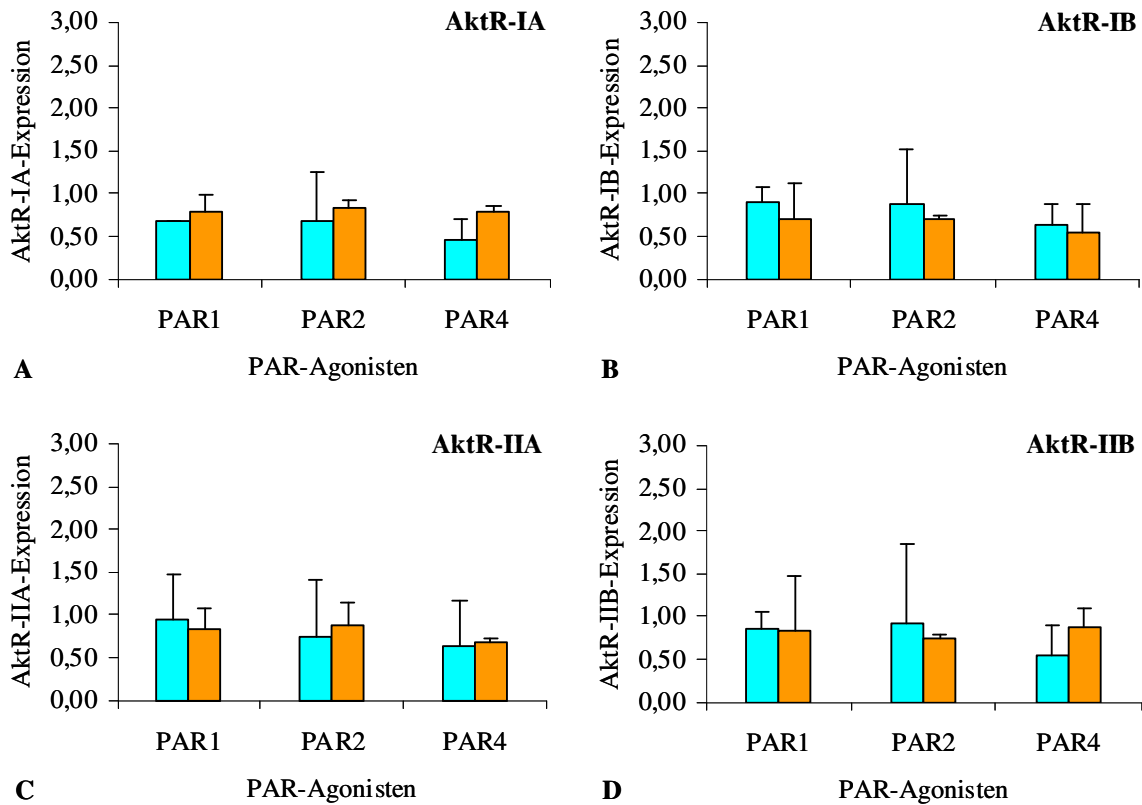 AktR-IA
AktR-IA-Expression
3,00
2,50
2,00
1,50
1,00
0,50
0,00
PAR1 PAR2 PAR4
PAR-Agonisten
A
AktR-IB
AktR-IB-Expression
3,00
2,50
2,00
1,50
1,00
0,50
0,00
PAR1 PAR2 PAR4
PAR-Agonisten
B
AktR-IIA
AktR-IIA-Expression
3,00
2,50
2,00
1,50
1,00
0,50
0,00
PAR1 PAR2 PAR4
PAR-Agonisten
C
AktR-IIB
AktR-IIB-Expression
3,00
2,50
2,00
1,50
1,00
0,50
0,00
PAR1 PAR2 PAR4
PAR-Agonisten
D